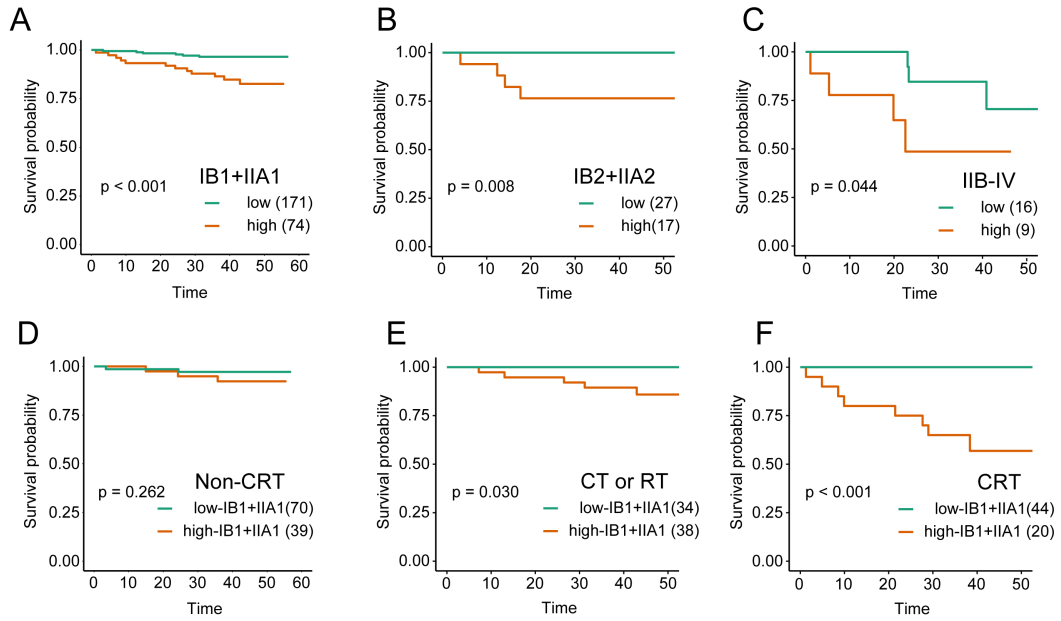 A
Survival probability
1.00
0.75
0.50
0.25
0.00
p < 0.001
IB1+IIA1
low (171)
high (74)
0 10 20 30 40 50 60
Time
B
Survival probability
1.00
0.75
0.50
0.25
0.00
p = 0.008
IB2+IIA2
low (27)
high(17)
0 10 20 30 40 50
Time
C
Survival probability
1.00
0.75
0.50
0.25
0.00
p = 0.044
IIB-IV
low (16)
high (9)
0 10 20 30 40 50
Time
D
Survival probability
1.00
0.75
0.50
0.25
0.00
p = 0.262
Non-CRT
low-IB1+IIA1(70)
high-IB1+IIA1 (39)
0 10 20 30 40 50 60
Time
E
Survival probability
1.00
0.75
0.50
0.25
0.00
p = 0.030
CT or RT
low-IB1+IIA1(34)
high-IB1+IIA1 (38)
0 10 20 30 40 50
Time
F
Survival probability
1.00
0.75
0.50
0.25
0.00
p < 0.001
CRT
low-IB1+IIA1(44)
high-IB1+IIA1 (20)
0 10 20 30 40 50
Time